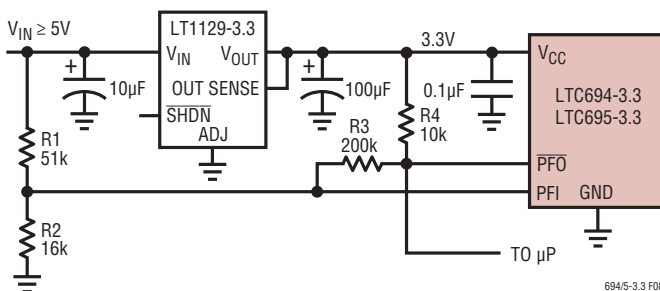 V_IN ≥ 5V
LT1129-3.3
V_IN
V_OUT
OUT SENSE
S̅H̅D̅N̅
ADJ
+
10µF
+
100µF
3.3V
0.1µF
R4
10k
R3
200k
R1
51k
R2
16k
V_CC
LTC694-3.3
LTC695-3.3
P̅F̅O̅
PFI
GND
TO µP
694/5-3.3 F08